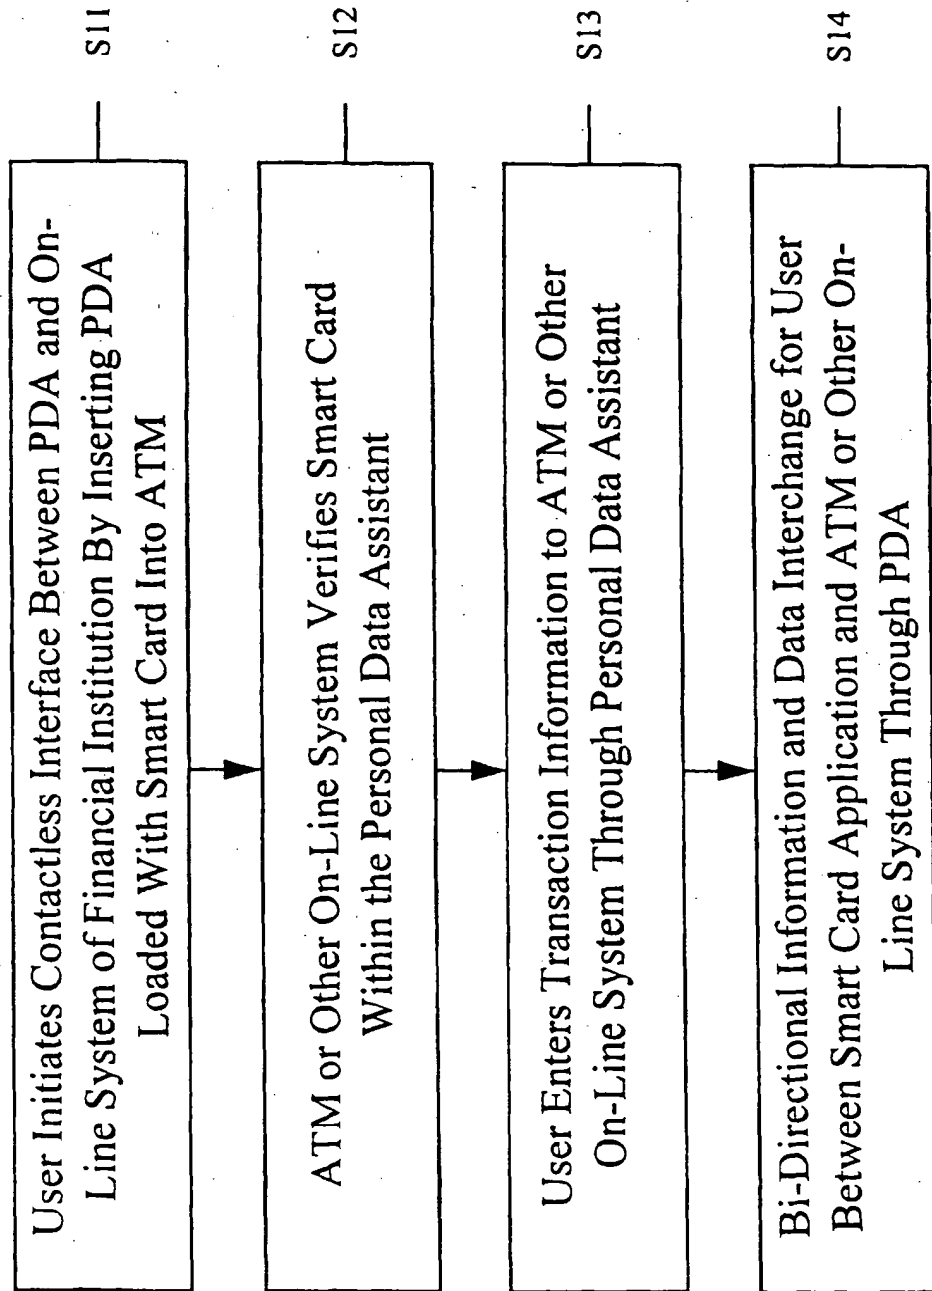 User Initiates Contactless Interface Between PDA and On-
Line System of Financial Institution By Inserting PDA
Loaded With Smart Card Into ATM
S11
ATM or Other On-Line System Verifies Smart Card
Within the Personal Data Assistant
S12
User Enters Transaction Information to ATM or Other
On-Line System Through Personal Data Assistant
S13
Bi-Directional Information and Data Interchange for User
Between Smart Card Application and ATM or Other On-
Line System Through PDA
S14